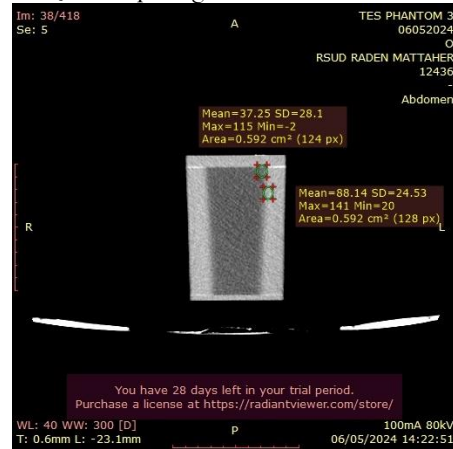 Im: 38/418
Se: 5
A
TES PHANTOM 3
06052024
O
RSUD RADEN MATTAHER
12436
-
Abdomen
Mean=37.25 SD=28.1
Max=115 Min=-2
Area=0.592 cm² (124 px)
Mean=88.14 SD=24.53
Max=141 Min=20
Area=0.592 cm² (128 px)
R
L
You have 28 days left in your trial period.
Purchase a license at https://radiantviewer.com/store/
WL: 40 WW: 300 [D]
T: 0.6mm L: -23.1mm
P
100mA 80kV
06/05/2024 14:22:51